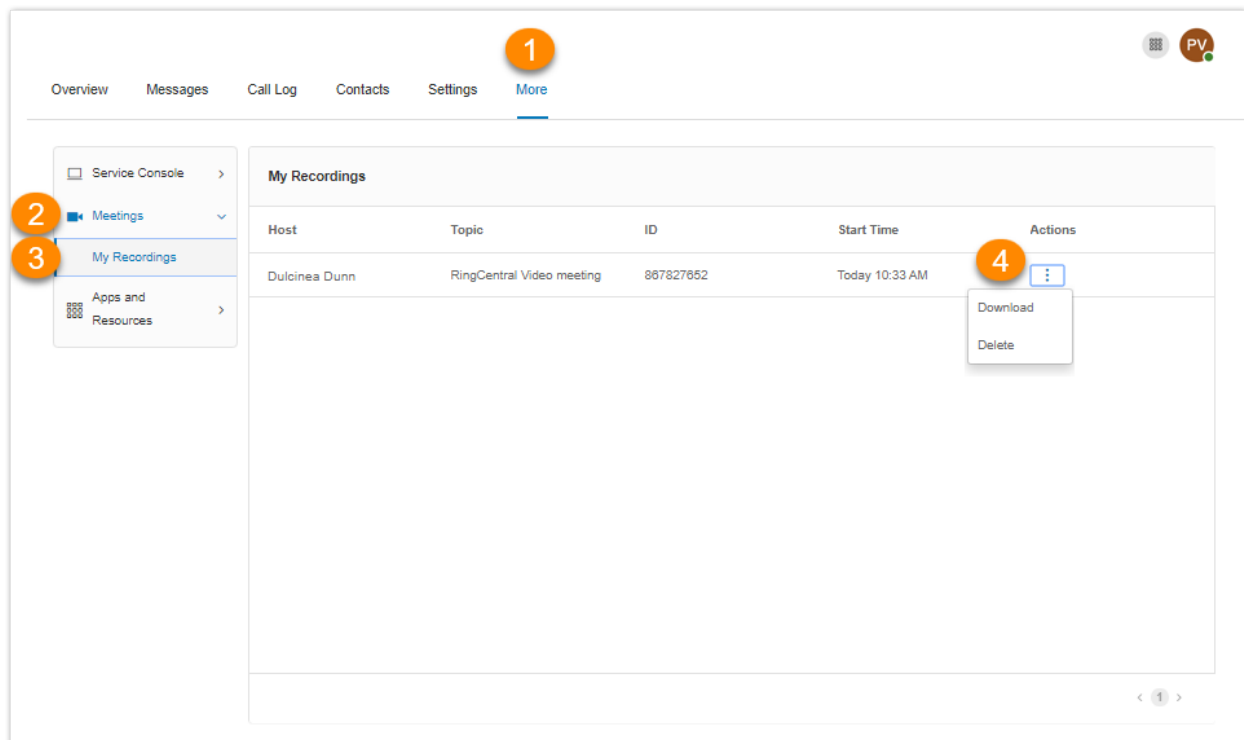 1
PV
Overview Messages Call Log Contacts Settings More
Service Console
2 Meetings
3 My Recordings
Apps and
Resources
My Recordings
Host Topic ID Start Time Actions
Dulcinea Dunn RingCentral Video meeting 867827652 Today 10:33 AM
4
Download
Delete
< 1 >